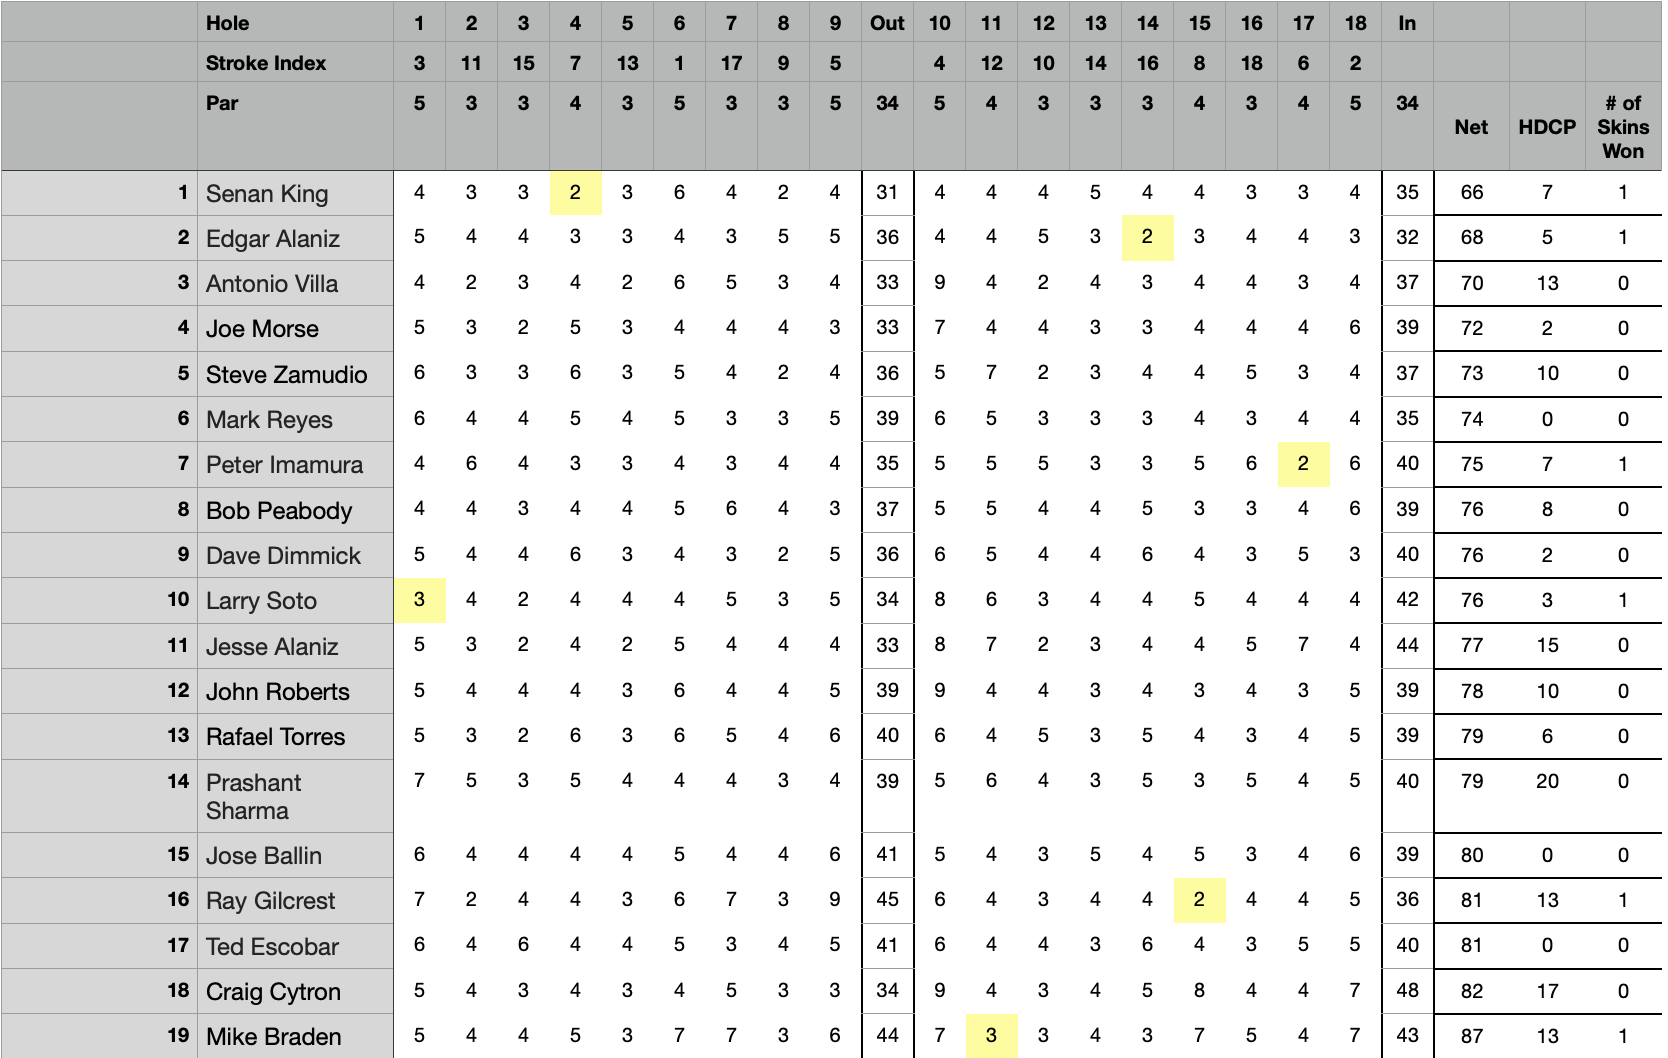 Hole 1 2 3 4 5 6 7 8 9 Out 10 11 12 13 14 15 16 17 18 In
Stroke Index 3 11 15 7 13 1 17 9 5 4 12 10 14 16 8 18 6 2
Par 5 3 3 4 3 5 3 3 5 34 5 4 3 3 3 4 3 4 5 34 Net HDCP # of
Skins
Won
1 Senan King 4 3 3 2 3 6 4 2 4 31 4 4 4 5 4 4 3 3 4 35 66 7 1
2 Edgar Alaniz 5 4 4 3 3 4 3 5 5 36 4 4 5 3 2 3 4 4 3 32 68 5 1
3 Antonio Villa 4 2 3 4 2 6 5 3 4 33 9 4 2 4 3 4 4 3 4 37 70 13 0
4 Joe Morse 5 3 2 5 3 4 4 4 3 33 7 4 4 3 3 4 4 4 6 39 72 2 0
5 Steve Zamudio 6 3 3 6 3 5 4 2 4 36 5 7 2 3 4 4 5 3 4 37 73 10 0
6 Mark Reyes 6 4 4 5 4 5 3 3 5 39 6 5 3 3 3 4 3 4 4 35 74 0 0
7 Peter Imamura 4 6 4 3 3 4 3 4 4 35 5 5 5 3 3 5 6 2 6 40 75 7 1
8 Bob Peabody 4 4 3 4 4 5 6 4 3 37 5 5 4 4 5 3 3 4 6 39 76 8 0
9 Dave Dimmick 5 4 4 6 3 4 3 2 5 36 6 5 4 4 6 4 3 5 3 40 76 2 0
10 Larry Soto 3 4 2 4 4 4 5 3 5 34 8 6 3 4 4 5 4 4 4 42 76 3 1
11 Jesse Alaniz 5 3 2 4 2 5 4 4 4 33 8 7 2 3 4 4 5 7 4 44 77 15 0
12 John Roberts 5 4 4 4 3 6 4 4 5 39 9 4 4 3 4 3 4 3 5 39 78 10 0
13 Rafael Torres 5 3 2 6 3 6 5 4 6 40 6 4 5 3 5 4 3 4 5 39 79 6 0
14 Prashant 7 5 3 5 4 4 4 3 4 39 5 6 4 3 5 3 5 4 5 40 79 20 0
Sharma
15 Jose Ballin 6 4 4 4 4 5 4 4 6 41 5 4 3 5 4 5 3 4 6 39 80 0 0
16 Ray Gilcrest 7 2 4 4 3 6 7 3 9 45 6 4 3 4 4 2 4 4 5 36 81 13 1
17 Ted Escobar 6 4 6 4 4 5 3 4 5 41 6 4 4 3 6 4 3 5 5 40 81 0 0
18 Craig Cytron 5 4 3 4 3 4 5 3 3 34 9 4 3 4 5 8 4 4 7 48 82 17 0
19 Mike Braden 5 4 4 5 3 7 7 3 6 44 7 3 3 4 3 7 5 4 7 43 87 13 1